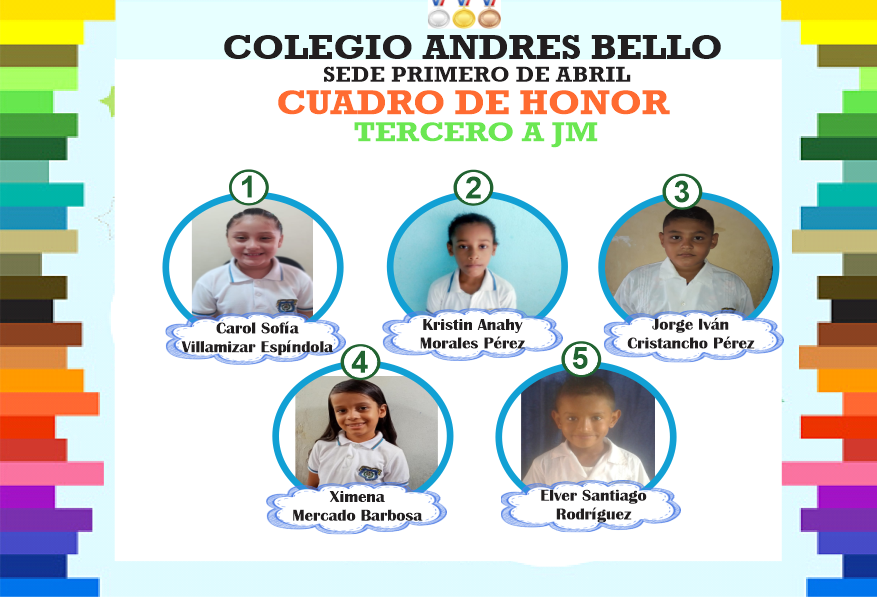 COLEGIO ANDRES BELLO
SEDE PRIMERO DE ABRIL
CUADRO DE HONOR
TERCERO A JM
1
Carol Sofía
Villamizar Espíndola
2
Kristin Anahy
Morales Pérez
3
Jorge Iván
Cristancho Pérez
4
Ximena
Mercado Barbosa
5
Elver Santiago
Rodríguez